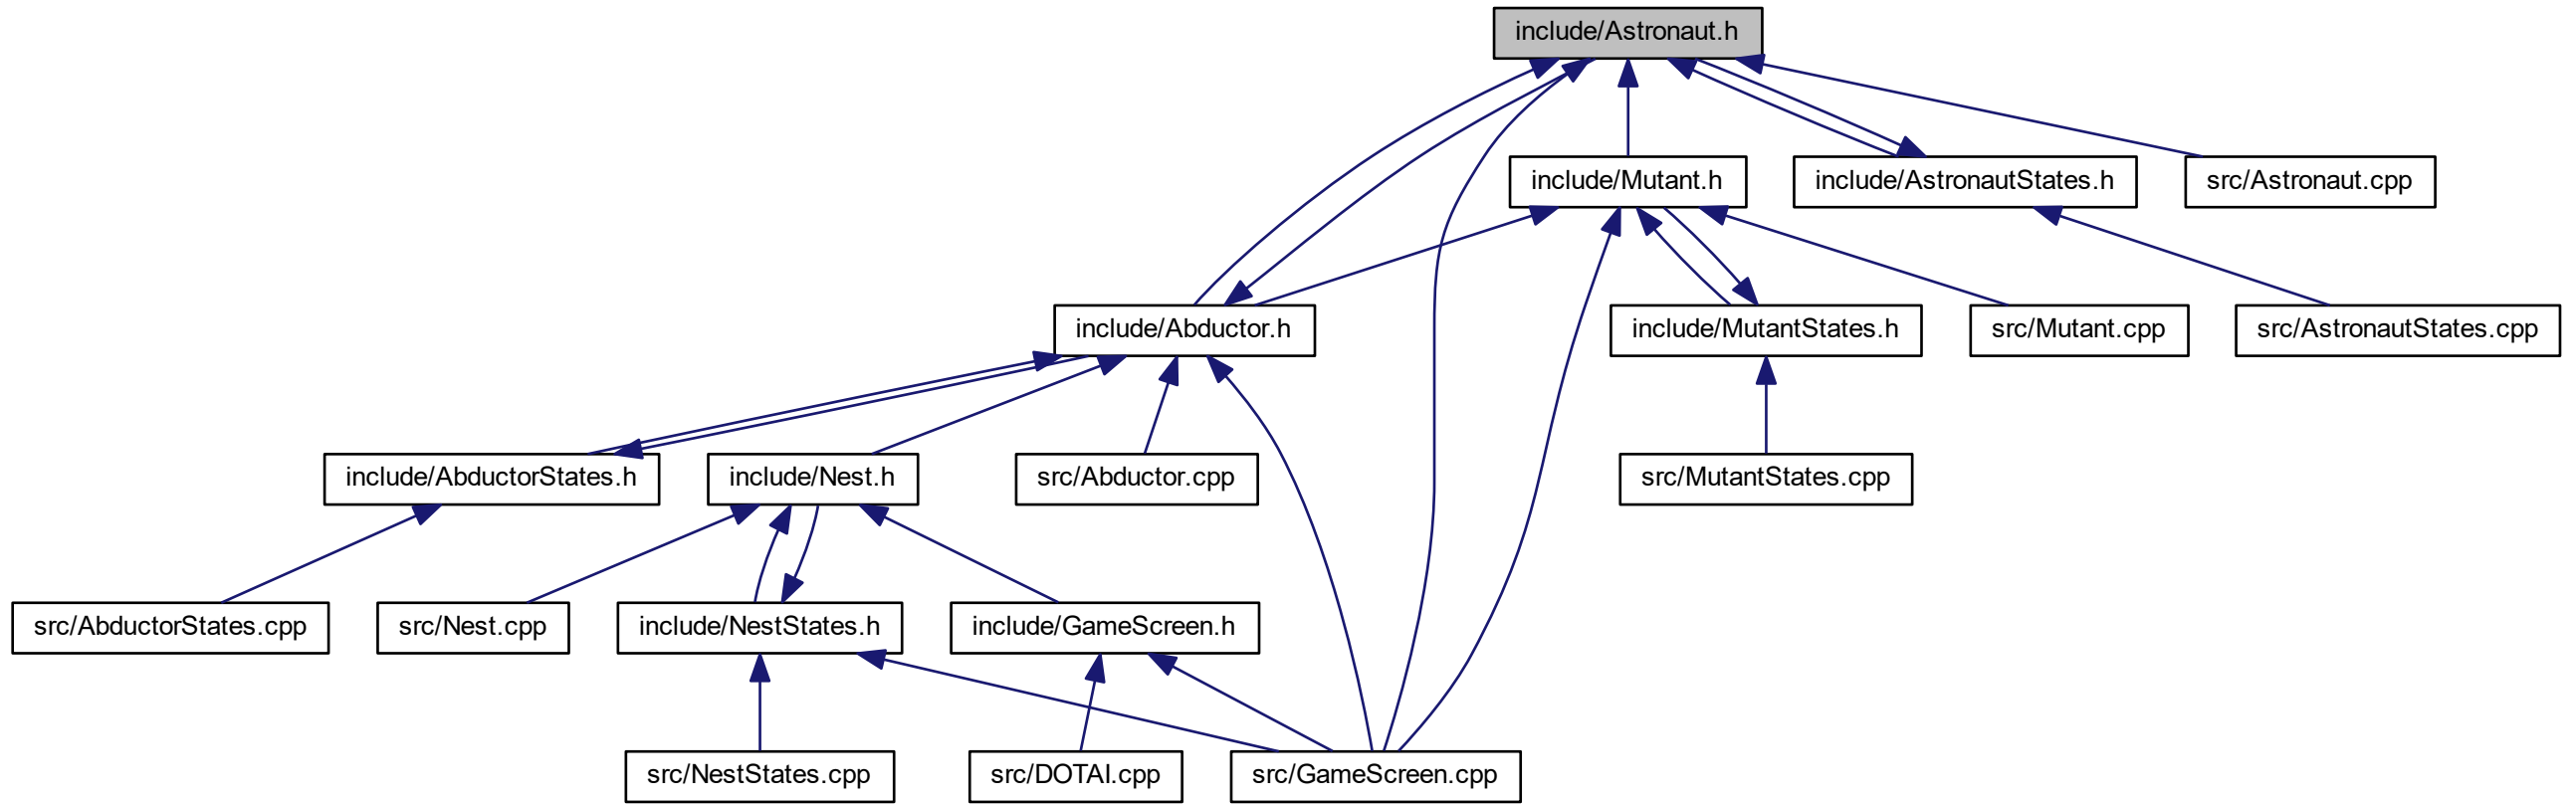 include/Astronaut.h
include/Mutant.h
include/AstronautStates.h
src/Astronaut.cpp
include/Abductor.h
include/MutantStates.h
src/Mutant.cpp
src/AstronautStates.cpp
include/AbductorStates.h
include/Nest.h
src/Abductor.cpp
src/MutantStates.cpp
src/AbductorStates.cpp
src/Nest.cpp
include/NestStates.h
include/GameScreen.h
src/NestStates.cpp
src/DOTAI.cpp
src/GameScreen.cpp